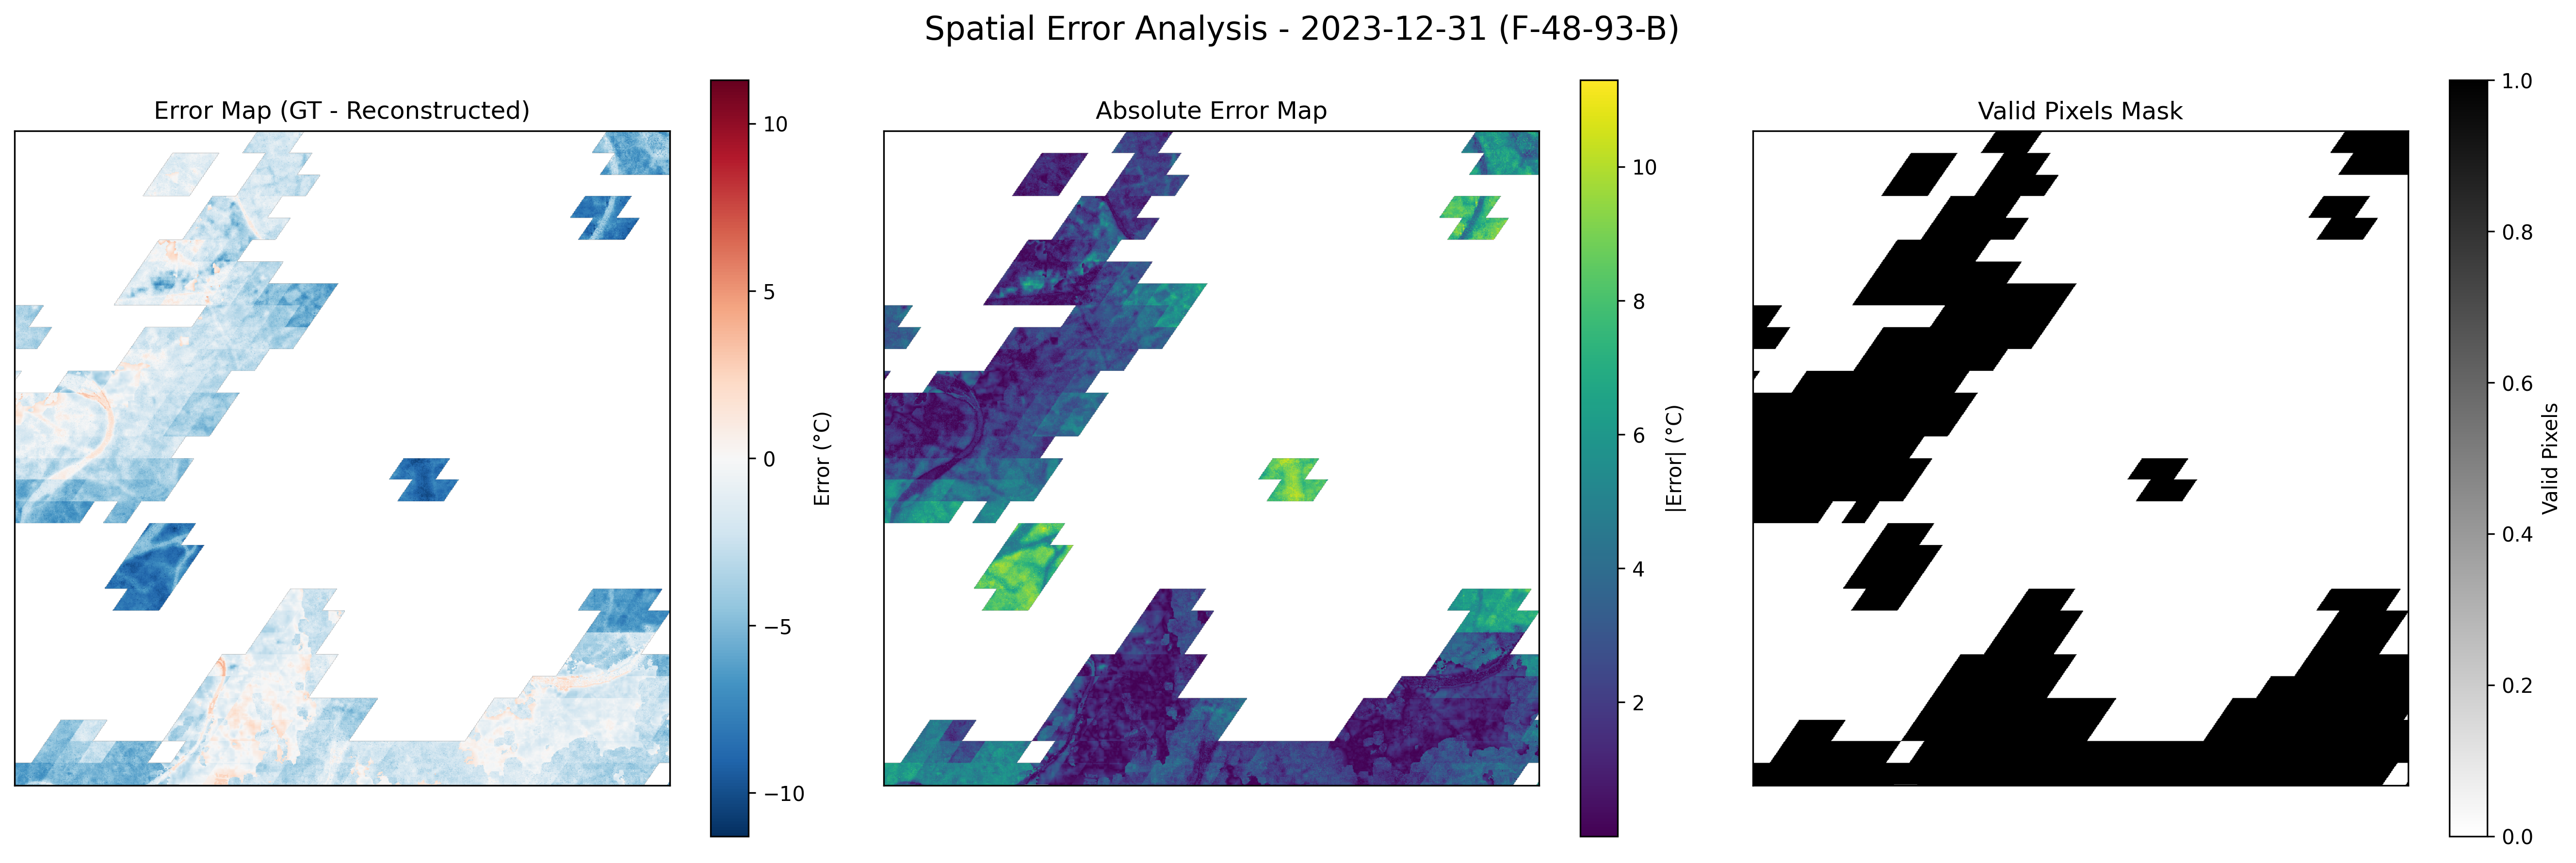 Spatial Error Analysis - 2023-12-31 (F-48-93-B)
Error Map (GT - Reconstructed)
10
5
0
−5
−10
Error (°C)
Absolute Error Map
10
8
6
4
2
|Error| (°C)
Valid Pixels Mask
1.0
0.8
0.6
0.4
0.2
0.0
Valid Pixels